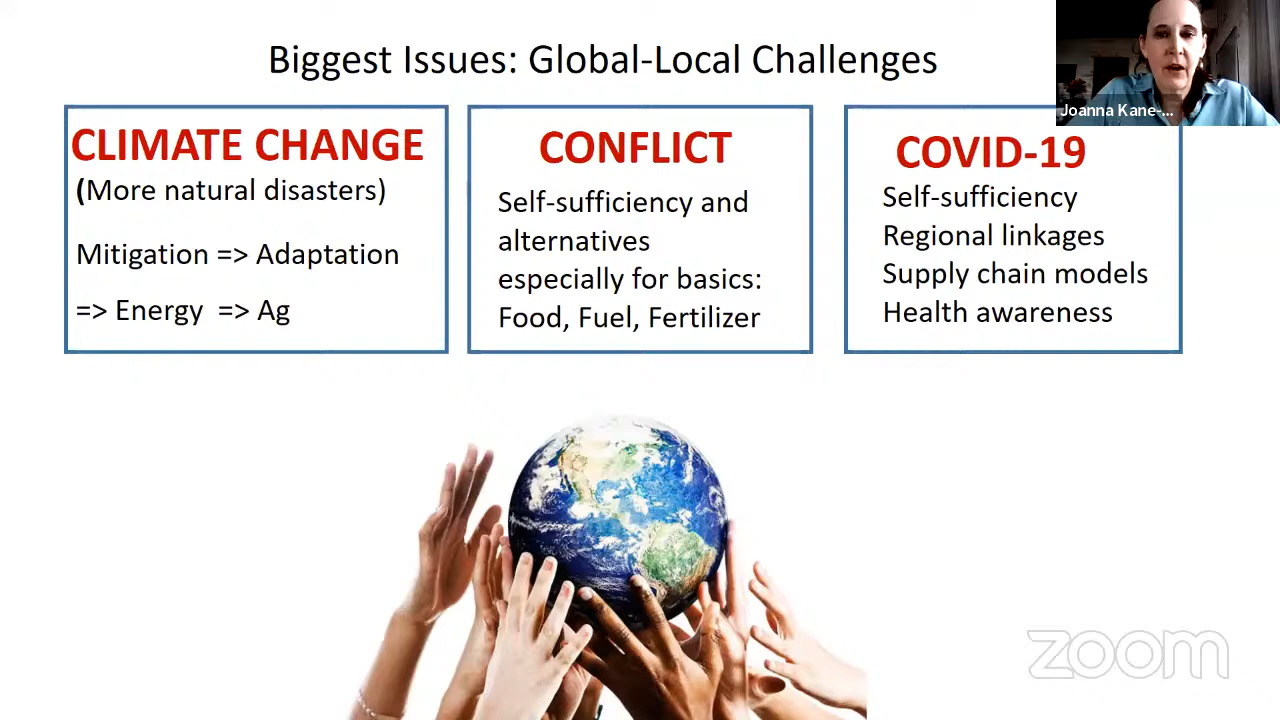 Biggest Issues: Global-Local Challenges
Joanna Kane-...
CLIMATE CHANGE
(More natural disasters)
Mitigation => Adaptation
=> Energy => Ag
CONFLICT
Self-sufficiency and
alternatives
especially for basics:
Food, Fuel, Fertilizer
COVID-19
Self-sufficiency
Regional linkages
Supply chain models
Health awareness
zoom